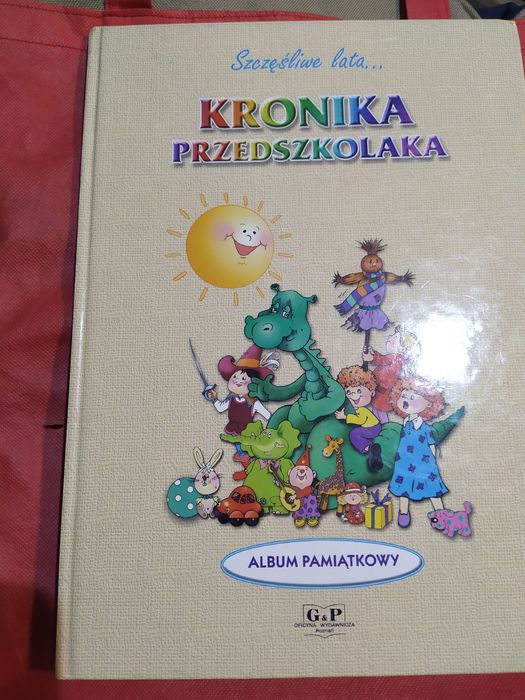 Szczęśliwe lata...
KRONIKA
PRZEDSZKOLAKA
ALBUM PAMIĄTKOWY
G&P
OFICYNA WYDAWNICZA
Poznań